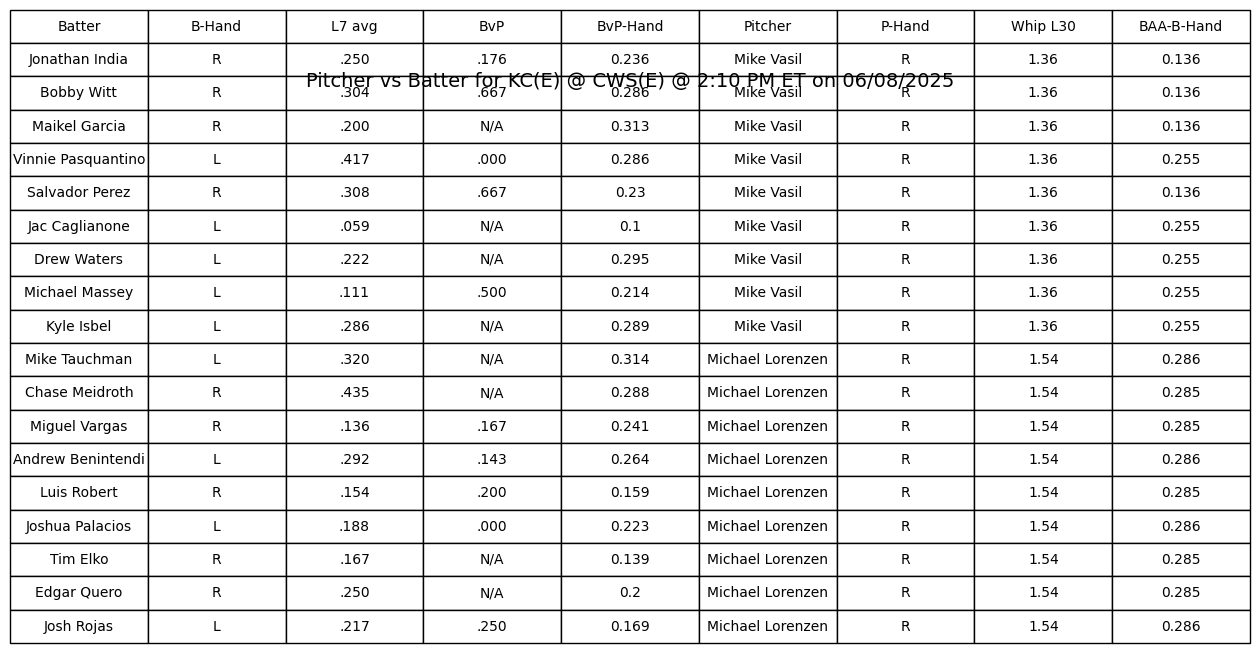 Batter B-Hand L7 avg BvP BvP-Hand Pitcher P-Hand Whip L30 BAA-B-Hand
Jonathan India R .250 .176 0.236 Mike Vasil R 1.36 0.136
Pitcher vs Batter for KC(E) @ CWS(E) @ 2:10 PM ET on 06/08/2025
Bobby Witt R .304 .667 0.286 Mike Vasil R 1.36 0.136
Maikel Garcia R .200 N/A 0.313 Mike Vasil R 1.36 0.136
Vinnie Pasquantino L .417 .000 0.286 Mike Vasil R 1.36 0.255
Salvador Perez R .308 .667 0.23 Mike Vasil R 1.36 0.136
Jac Caglianone L .059 N/A 0.1 Mike Vasil R 1.36 0.255
Drew Waters L .222 N/A 0.295 Mike Vasil R 1.36 0.255
Michael Massey L .111 .500 0.214 Mike Vasil R 1.36 0.255
Kyle Isbel L .286 N/A 0.289 Mike Vasil R 1.36 0.255
Mike Tauchman L .320 N/A 0.314 Michael Lorenzen R 1.54 0.286
Chase Meidroth R .435 N/A 0.288 Michael Lorenzen R 1.54 0.285
Miguel Vargas R .136 .167 0.241 Michael Lorenzen R 1.54 0.285
Andrew Benintendi L .292 .143 0.264 Michael Lorenzen R 1.54 0.286
Luis Robert R .154 .200 0.159 Michael Lorenzen R 1.54 0.285
Joshua Palacios L .188 .000 0.223 Michael Lorenzen R 1.54 0.286
Tim Elko R .167 N/A 0.139 Michael Lorenzen R 1.54 0.285
Edgar Quero R .250 N/A 0.2 Michael Lorenzen R 1.54 0.285
Josh Rojas L .217 .250 0.169 Michael Lorenzen R 1.54 0.286